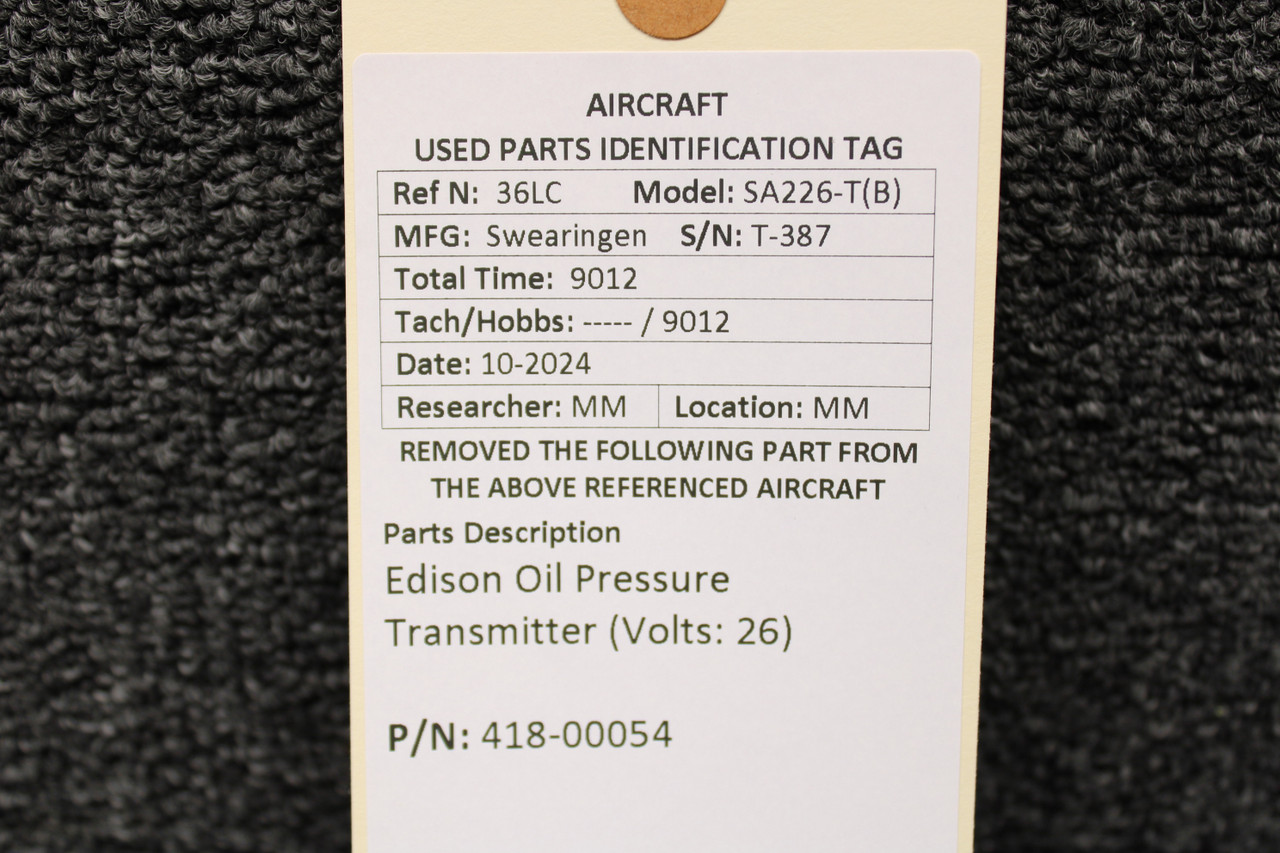 AIRCRAFT
USED PARTS IDENTIFICATION TAG
Ref N: 36LC Model: SA226-T(B)
MFG: Swearingen S/N: T-387
Total Time: 9012
Tach/Hobbs: ----- / 9012
Date: 10-2024
Researcher: MM Location: MM
REMOVED THE FOLLOWING PART FROM
THE ABOVE REFERENCED AIRCRAFT
Parts Description
Edison Oil Pressure
Transmitter (Volts: 26)
P/N: 418-00054